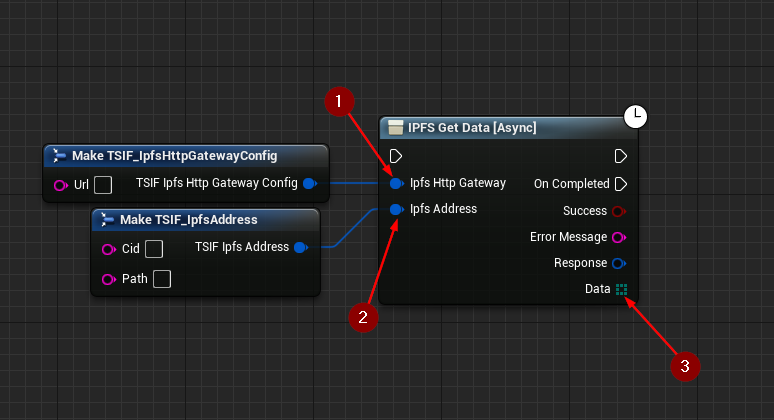 1
IPFS Get Data [Async]
Make TSIF_IpfsHttpGatewayConfig
Url
TSIF Ipfs Http Gateway Config
Ipfs Http Gateway
On Completed
Make TSIF_IpfsAddress
Ipfs Address
Success
Cid
TSIF Ipfs Address
Error Message
Path
Response
Data
2
3